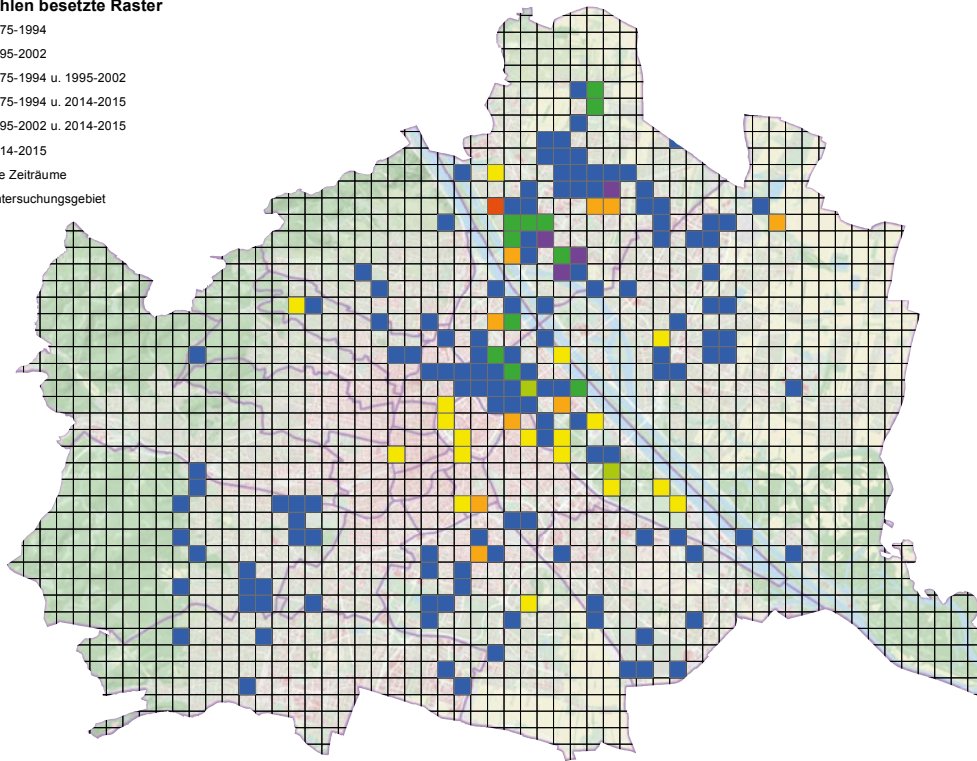 hlen besetzte Raster
75-1994
95-2002
75-1994 u. 1995-2002
75-1994 u. 2014-2015
95-2002 u. 2014-2015
14-2015
e Zeiträume
ntersuchungsgebiet